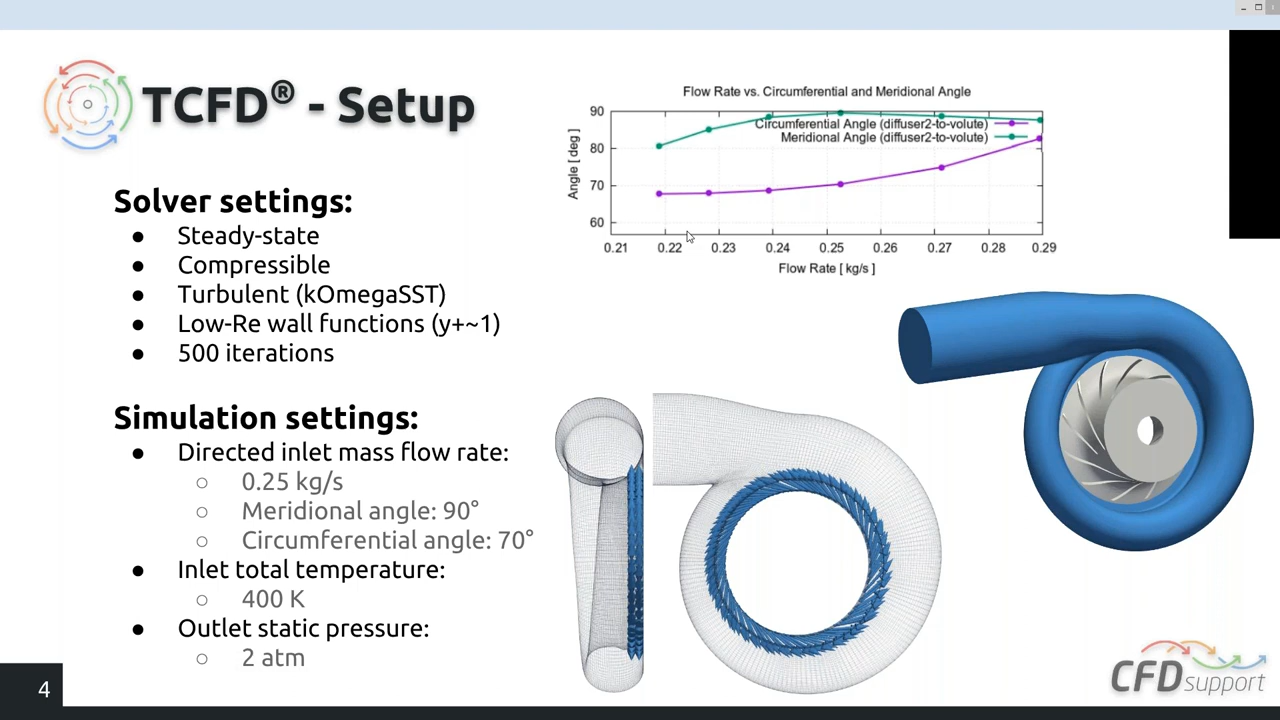 TCFD® - Setup
Solver settings:
● Steady-state
● Compressible
● Turbulent (kOmegaSST)
● Low-Re wall functions (y+~1)
● 500 iterations
Simulation settings:
● Directed inlet mass flow rate:
○ 0.25 kg/s
○ Meridional angle: 90°
○ Circumferential angle: 70°
● Inlet total temperature:
○ 400 K
● Outlet static pressure:
○ 2 atm
Flow Rate vs. Circumferential and Meridional Angle
Circumferential Angle (diffuser2-to-volute)
Meridional Angle (diffuser2-to-volute)
Angle [ deg ]
90
80
70
60
0.21 0.22 0.23 0.24 0.25 0.26 0.27 0.28 0.29
Flow Rate [ kg/s ]
CFD support
4